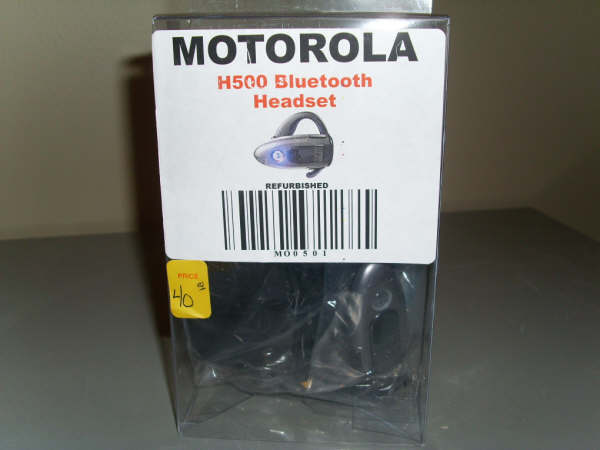 MOTOROLA
H500 Bluetooth
Headset
REFURBISHED
MO0501
PRICE
40